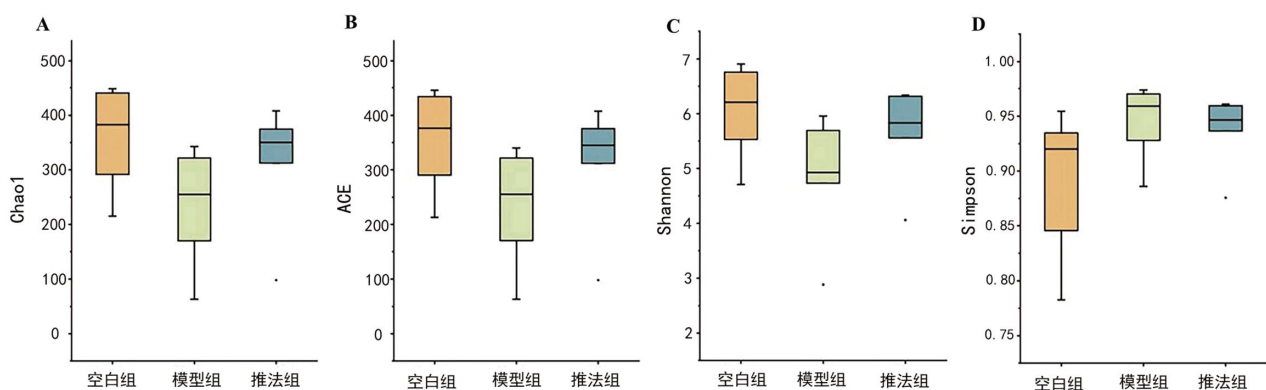 A
Chao1
500
400
300
200
100
0
空白组 模型组 推法组
B
ACE
500
400
300
200
100
0
空白组 模型组 推法组
C
Shannon
7
6
5
4
3
2
空白组 模型组 推法组
D
Simpson
1.00
0.95
0.90
0.85
0.80
0.75
空白组 模型组 推法组